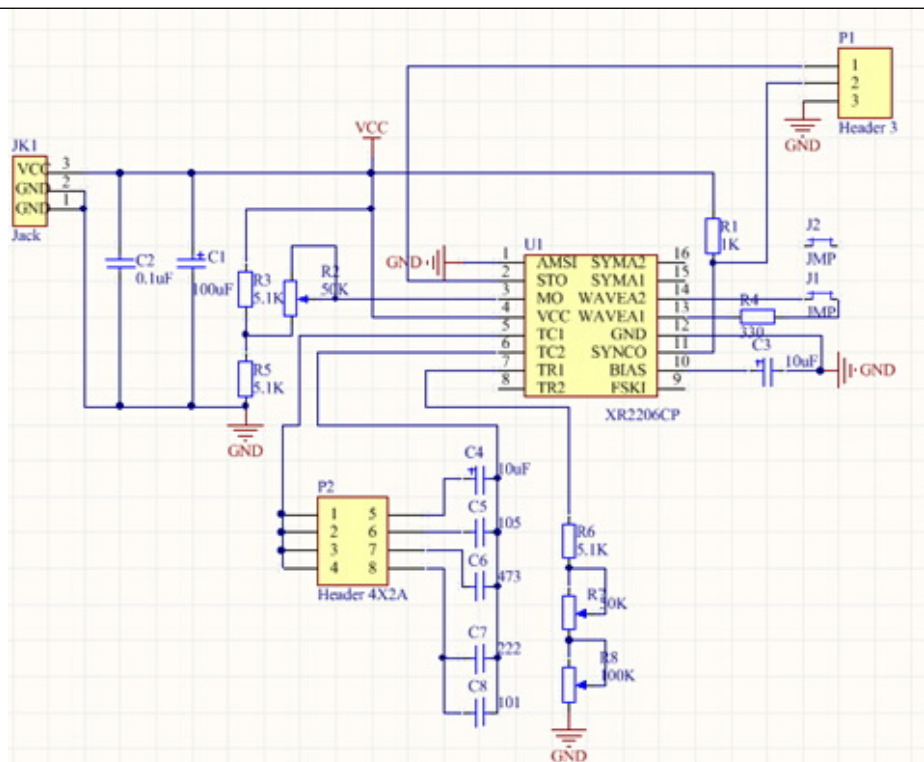 P1
1
2
3
Header 3
GND
VCC
JK1
VCC 3
GND 2
GND 1
Jack
C2
0.1uF
C1
100uF
R3
5.1K
R2
50K
R5
5.1K
GND
GND
R1
1K
J2
JMP
J1
JMP
R4
330
C3
10uF
GND
U1
1 AMSI SYMA2 16
2 STO SYMA1 15
3 MO WAVEA2 14
4 VCC WAVEA1 13
5 TC1 GND 12
6 TC2 SYNCO 11
7 TR1 BIAS 10
8 TR2 FSKI 9
XR2206CP
P2
1 5
2 6
3 7
4 8
Header 4X2A
C4
10uF
C5
105
C6
473
C7
222
C8
101
R6
5.1K
R7
50K
R8
100K
GND